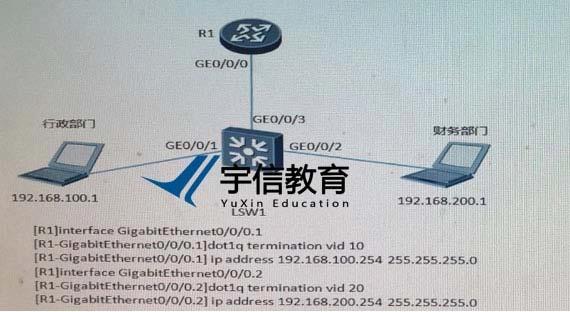 R1
GE0/0/0
GE0/0/3
行政部门
财务部门
GE0/0/1
GE0/0/2
宇信教育
YuXin Education
LSW1
192.168.100.1
192.168.200.1
[R1]interface GigabitEthernet0/0/0.1
[R1-GigabitEthernet0/0/0.1]dot1q termination vid 10
[R1-GigabitEthernet0/0/0.1] ip address 192.168.100.254 255.255.255.0
[R1]interface GigabitEthernet0/0/0.2
[R1-GigabitEthernet0/0/0.2]dot1q termination vid 20
[R1-GigabitEthernet0/0/0.2] ip address 192.168.200.254 255.255.255.0